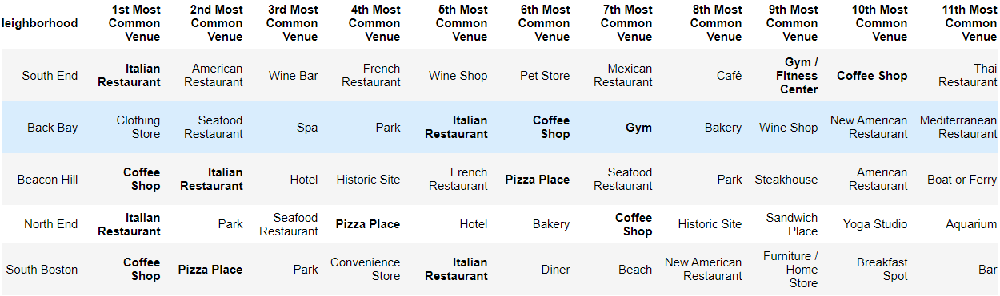 eighborhood
1st Most
Common
Venue
2nd Most
Common
Venue
3rd Most
Common
Venue
4th Most
Common
Venue
5th Most
Common
Venue
6th Most
Common
Venue
7th Most
Common
Venue
8th Most
Common
Venue
9th Most
Common
Venue
10th Most
Common
Venue
11th Most
Common
Venue
South End
Italian
Restaurant
American
Restaurant
Wine Bar
French
Restaurant
Wine Shop
Pet Store
Mexican
Restaurant
Café
Gym /
Fitness
Center
Coffee Shop
Thai
Restaurant
Back Bay
Clothing
Store
Seafood
Restaurant
Spa
Park
Italian
Restaurant
Coffee
Shop
Gym
Bakery
Wine Shop
New American
Restaurant
Mediterranean
Restaurant
Beacon Hill
Coffee
Shop
Italian
Restaurant
Hotel
Historic Site
French
Restaurant
Pizza Place
Seafood
Restaurant
Park
Steakhouse
American
Restaurant
Boat or Ferry
North End
Italian
Restaurant
Park
Seafood
Restaurant
Pizza Place
Hotel
Bakery
Coffee
Shop
Historic Site
Sandwich
Place
Yoga Studio
Aquarium
South Boston
Coffee
Shop
Pizza Place
Park
Convenience
Store
Italian
Restaurant
Diner
Beach
New American
Restaurant
Furniture /
Home
Store
Breakfast
Spot
Bar